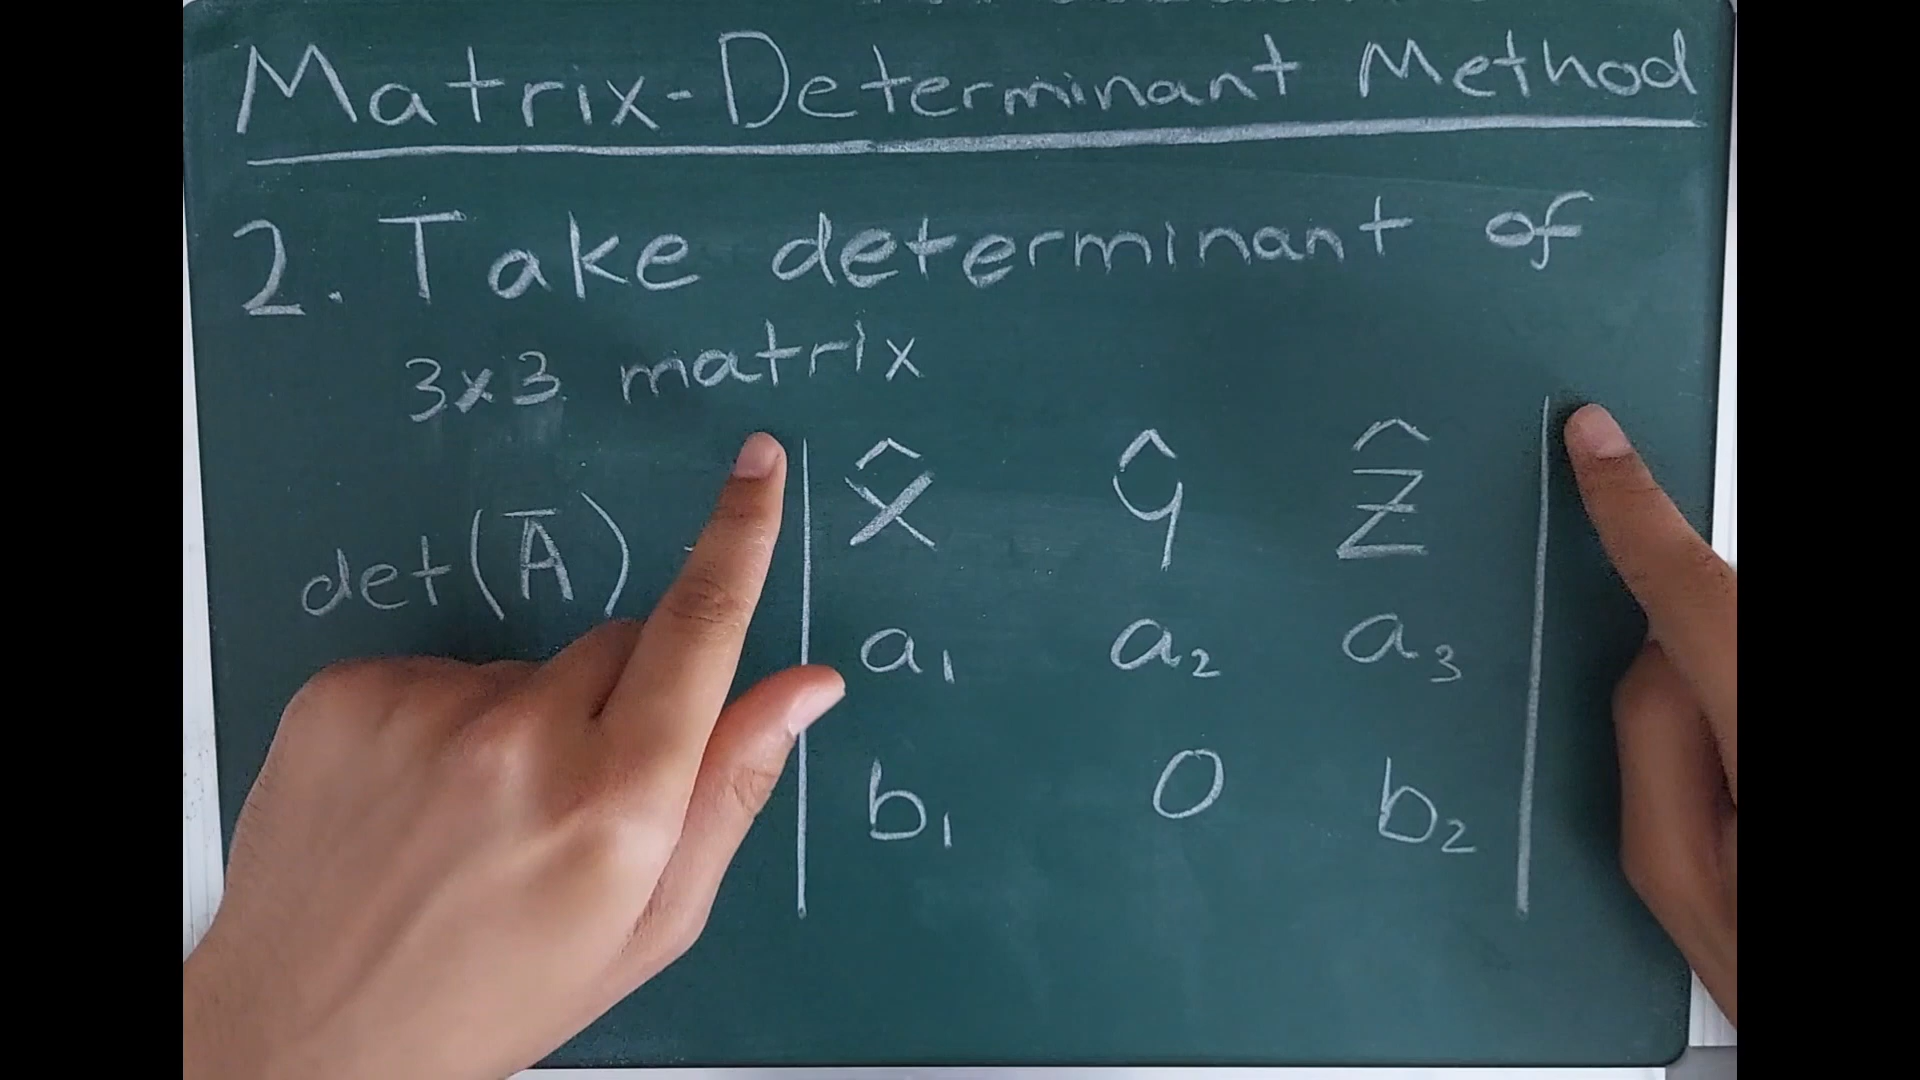 Matrix-Determinant Method
2. Take determinant of
3x3 matrix
x̂ ŷ ẑ
det(A̅)
a₁ a₂ a₃
b₁ 0 b₂